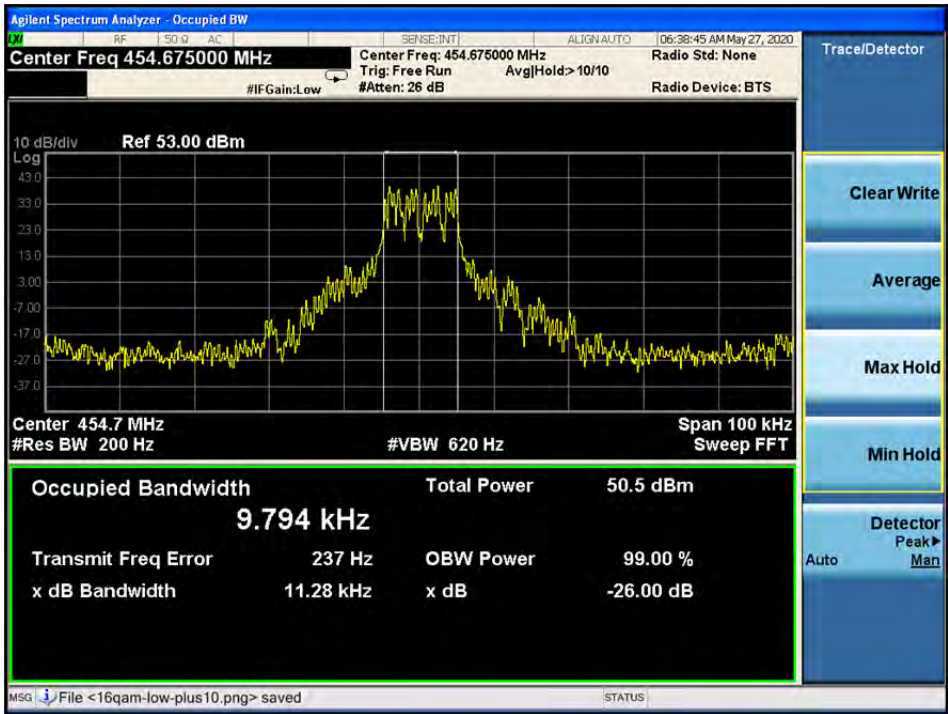 Agilent Spectrum Analyzer - Occupied BW
LXI RF 50 Ω AC SENSE:INT ALIGN AUTO 06:38:45 AM May 27, 2020
Center Freq 454.675000 MHz
Center Freq: 454.675000 MHz Radio Std: None
Trig: Free Run Avg|Hold:> 10/10
#IFGain:Low #Atten: 26 dB Radio Device: BTS
10 dB/div Ref 53.00 dBm
Log
43.0
33.0
23.0
13.0
3.00
-7.00
-17.0
-27.0
-37.0
Center 454.7 MHz Span 100 kHz
#Res BW 200 Hz #VBW 620 Hz Sweep FFT
Occupied Bandwidth Total Power 50.5 dBm
9.794 kHz
Transmit Freq Error 237 Hz OBW Power 99.00 %
x dB Bandwidth 11.28 kHz x dB -26.00 dB
MSG File <16qam-low-plus10.png> saved STATUS
Trace/Detector
Clear Write
Average
Max Hold
Min Hold
Detector
Peak▶
Auto Man